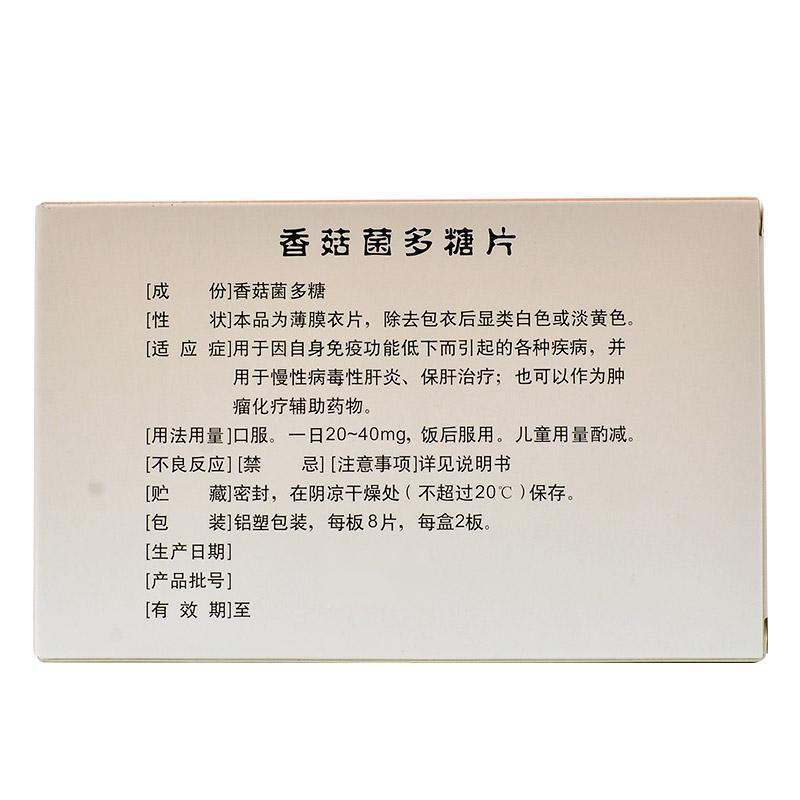 香菇菌多糖片
[成 份]香菇菌多糖
[性 状]本品为薄膜衣片，除去包衣后显类白色或淡黄色。
[适 应 症]用于因自身免疫功能低下而引起的各种疾病，并
用于慢性病毒性肝炎、保肝治疗；也可以作为肿
瘤化疗辅助药物。
[用法用量]口服。一日20~40mg，饭后服用。儿童用量酌减。
[不良反应][禁 忌][注意事项]详见说明书
[贮 藏]密封，在阴凉干燥处（不超过20℃）保存。
[包 装]铝塑包装，每板8片，每盒2板。
[生产日期]
[产品批号]
[有 效 期]至